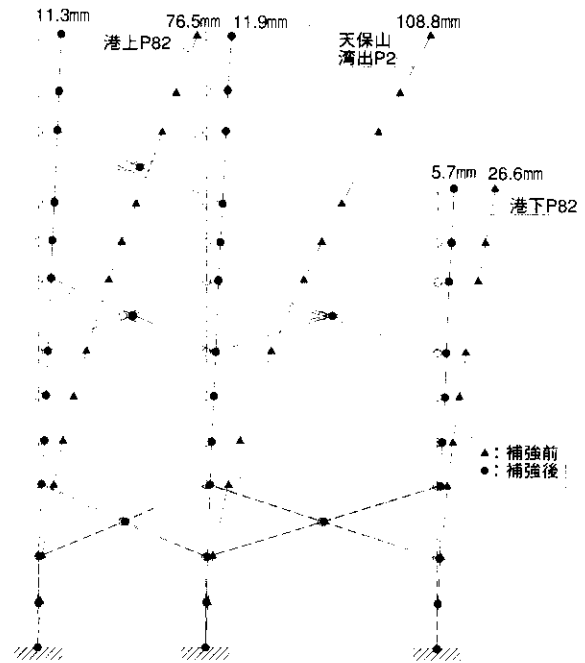 11.3mm
港上P82
76.5mm
11.9mm
天保山
湾出P2
108.8mm
5.7mm
26.6mm
港下P82
▲：補強前
●：補強後